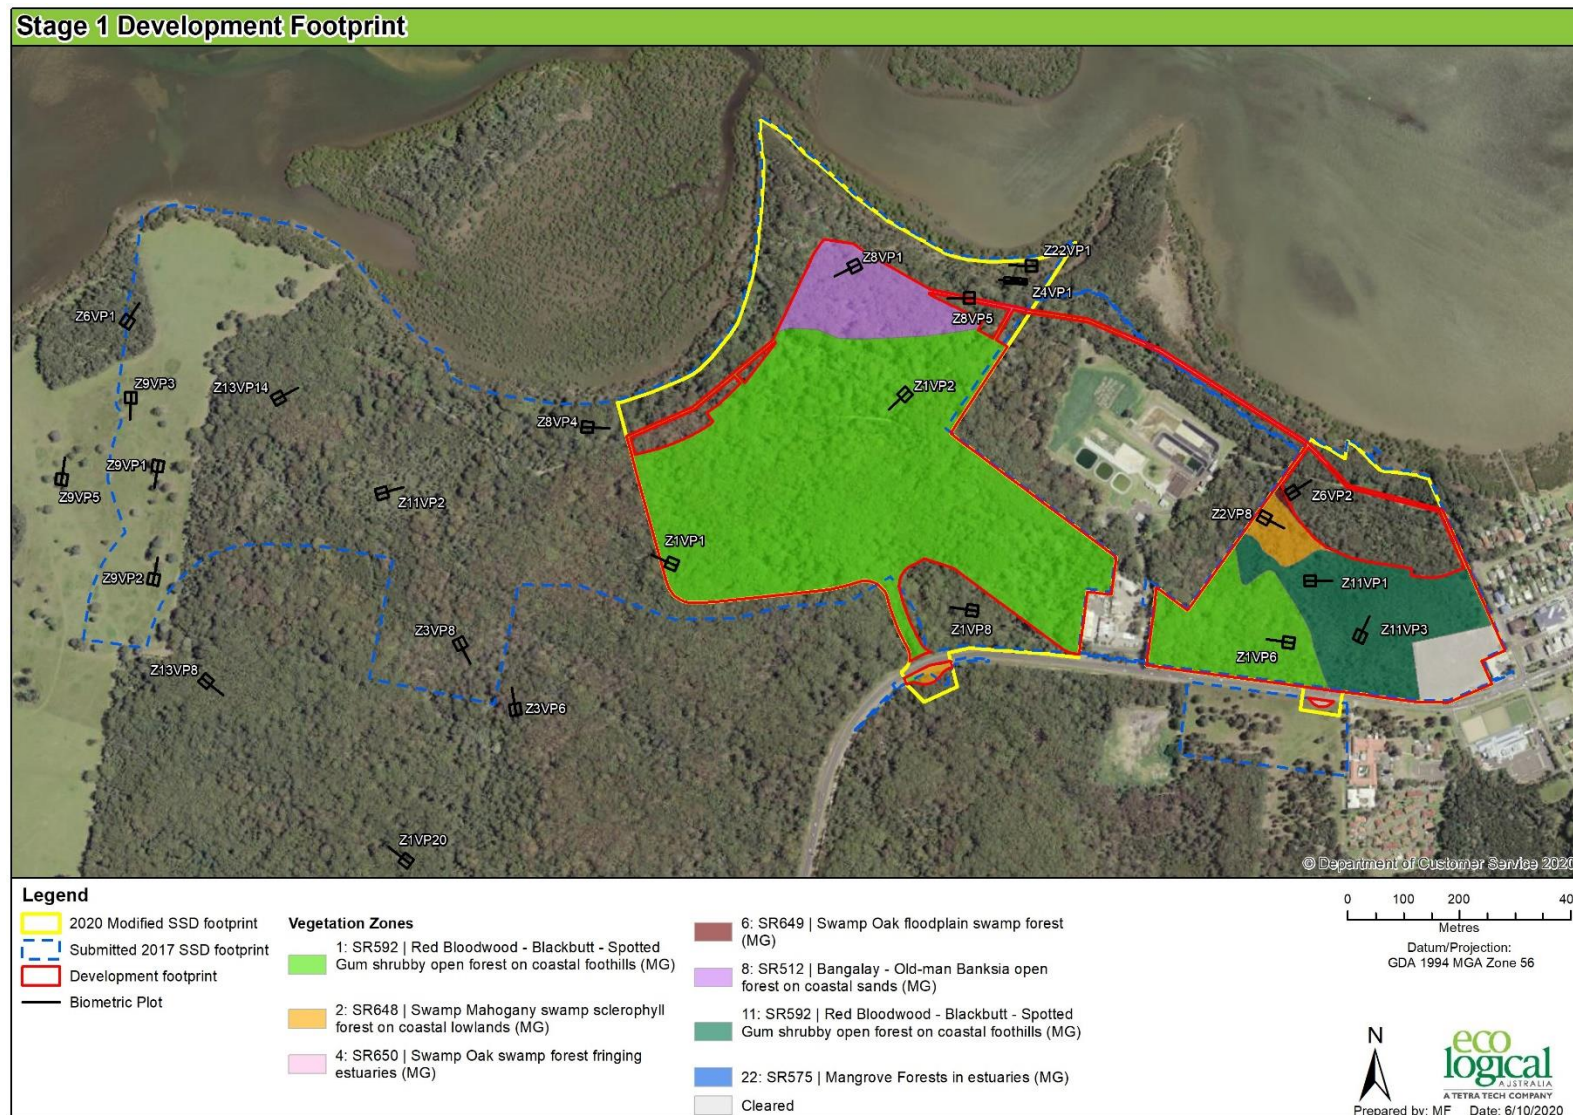 Stage 1 Development Footprint
Z22VP1
Z8VP1
Z4VP1
Z6VP1
Z8VP5
Z9VP3
Z13VP14
Z1VP2
Z8VP4
Z9VP1
Z9VP5
Z11VP2
Z6VP2
Z2VP8
Z1VP1
Z9VP2
Z11VP1
Z3VP8
Z1VP8
Z11VP3
Z1VP6
Z13VP8
Z3VP6
Z1VP20
© Department of Customer Service 2020
Legend
2020 Modified SSD footprint
Submitted 2017 SSD footprint
Development footprint
Biometric Plot
Vegetation Zones
1: SR592 | Red Bloodwood - Blackbutt - Spotted
Gum shrubby open forest on coastal foothills (MG)
2: SR648 | Swamp Mahogany swamp sclerophyll
forest on coastal lowlands (MG)
4: SR650 | Swamp Oak swamp forest fringing
estuaries (MG)
6: SR649 | Swamp Oak floodplain swamp forest
(MG)
8: SR512 | Bangalay - Old-man Banksia open
forest on coastal sands (MG)
11: SR592 | Red Bloodwood - Blackbutt - Spotted
Gum shrubby open forest on coastal foothills (MG)
22: SR575 | Mangrove Forests in estuaries (MG)
Cleared
0 100 200 40
Metres
Datum/Projection:
GDA 1994 MGA Zone 56
N
eco
logical
AUSTRALIA
A TETRA TECH COMPANY
Prepared by: MF Date: 6/10/2020